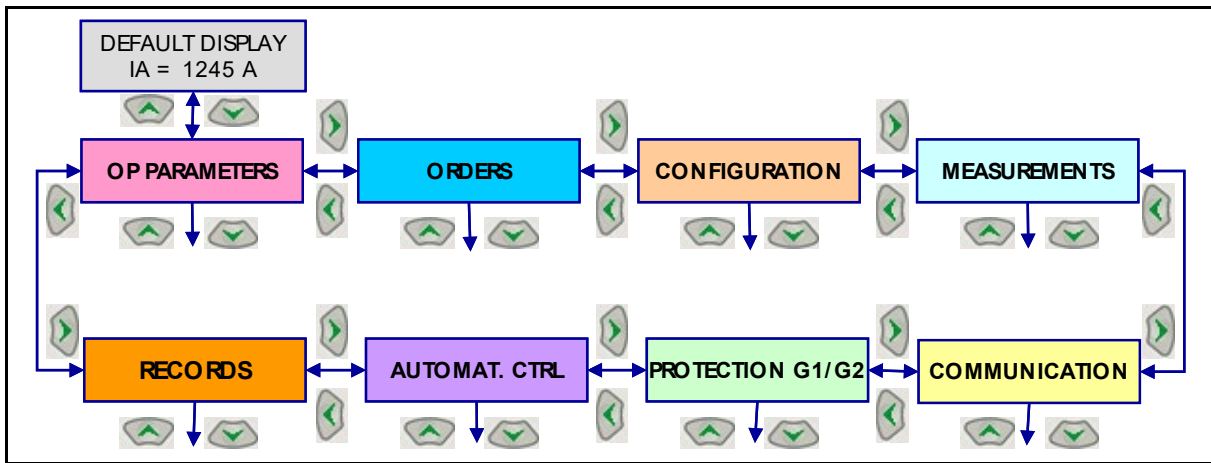 DEFAULT DISPLAY
IA = 1245 A
OP PARAMETERS
ORDERS
CONFIGURATION
MEASUREMENTS
RECORDS
AUTOMAT. CTRL
PROTECTION G1/G2
COMMUNICATION